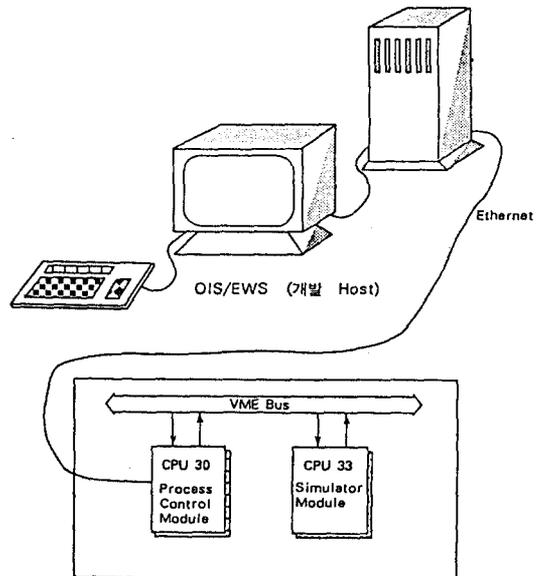 Ethernet
OIS/EWS (개발 Host)
VME Bus
CPU 30
Process
Control
Module
CPU 33
Simulator
Module